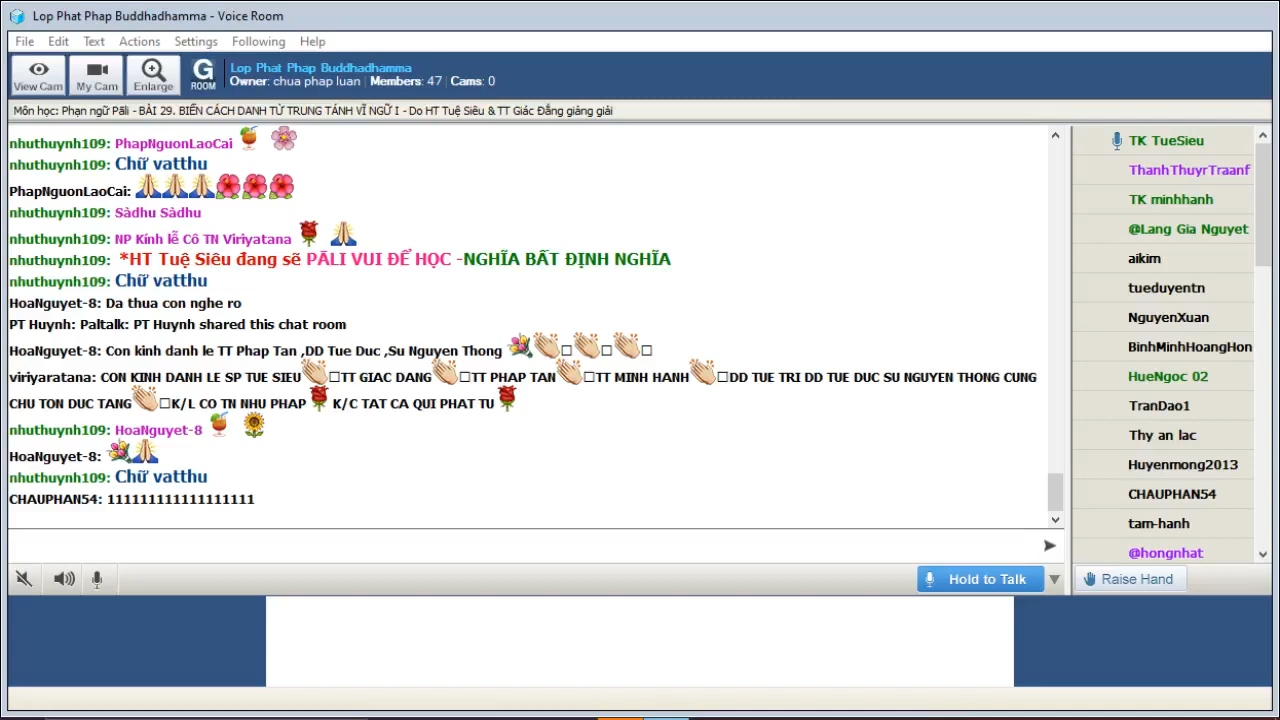 Lop Phat Phap Buddhadhamma - Voice Room
File Edit Text Actions Settings Following Help
View Cam My Cam Enlarge G ROOM
Lop Phat Phap Buddhadhamma
Owner: chua phap luan Members: 47 Cams: 0
Môn học: Phạn ngữ Pāli - BÀI 29. BIẾN CÁCH DANH TỪ TRUNG TÁNH VĨ NGỮ I - Do HT Tuệ Siêu & TT Giác Đẳng giảng giải
nhuthuynh109: PhapNguonLaoCai
nhuthuynh109: Chữ vatthu
PhapNguonLaoCai:
nhuthuynh109: Sàdhu Sàdhu
nhuthuynh109: NP Kính lễ Cô TN Viriyatana
nhuthuynh109: *HT Tuệ Siêu đang sẽ PĀLI VUI ĐỂ HỌC -NGHĨA BẤT ĐỊNH NGHĨA
nhuthuynh109: Chữ vatthu
HoaNguyet-8: Da thua con nghe ro
PT Huynh: Paltalk: PT Huynh shared this chat room
HoaNguyet-8: Con kinh danh le TT Phap Tan ,DD Tue Duc ,Su Nguyen Thong
viriyaratana: CON KINH DANH LE SP TUE SIEU TT GIAC DANG TT PHAP TAN TT MINH HANH DD TUE TRI DD TUE DUC SU NGUYEN THONG CUNG
CHU TON DUC TANG K/L CO TN NHU PHAP K/C TAT CA QUI PHAT TU
nhuthuynh109: HoaNguyet-8
HoaNguyet-8:
nhuthuynh109: Chữ vatthu
CHAUPHAN54: 111111111111111111
TK TueSieu
ThanhThuyrTraanf
TK minhhanh
@Lang Gia Nguyet
aikim
tueduyentn
NguyenXuan
BinhMinhHoangHon
HueNgoc 02
TranDao1
Thy an lac
Huyenmong2013
CHAUPHAN54
tam-hanh
@hongnhat
Hold to Talk
Raise Hand